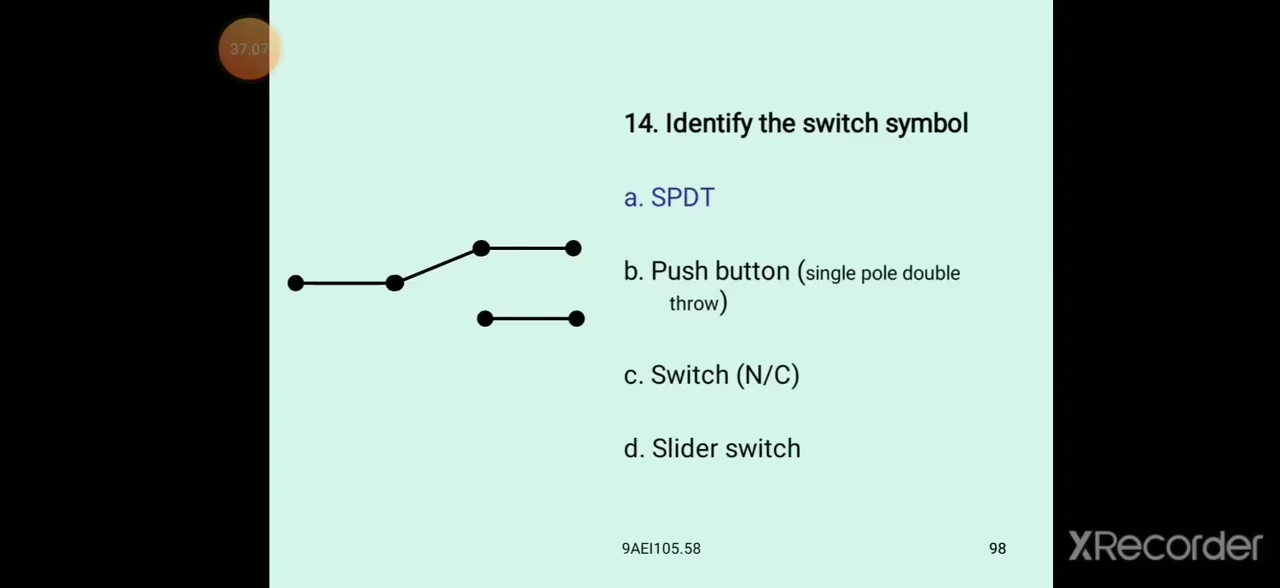 37:07
14. Identify the switch symbol
a. SPDT
b. Push button (single pole double
throw)
c. Switch (N/C)
d. Slider switch
9AEI105.58
98
XRecorder